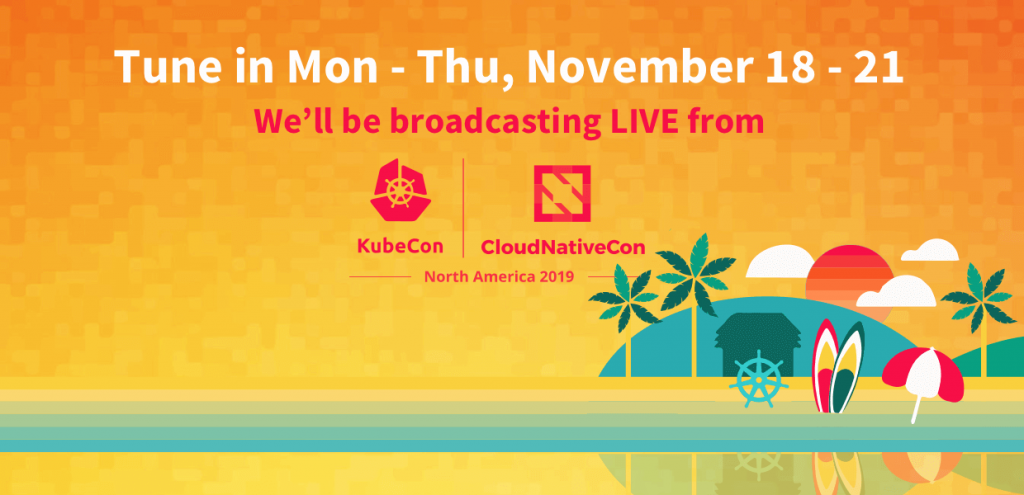 Tune in Mon - Thu, November 18 - 21
We’ll be broadcasting LIVE from
KubeCon
CloudNativeCon
North America 2019